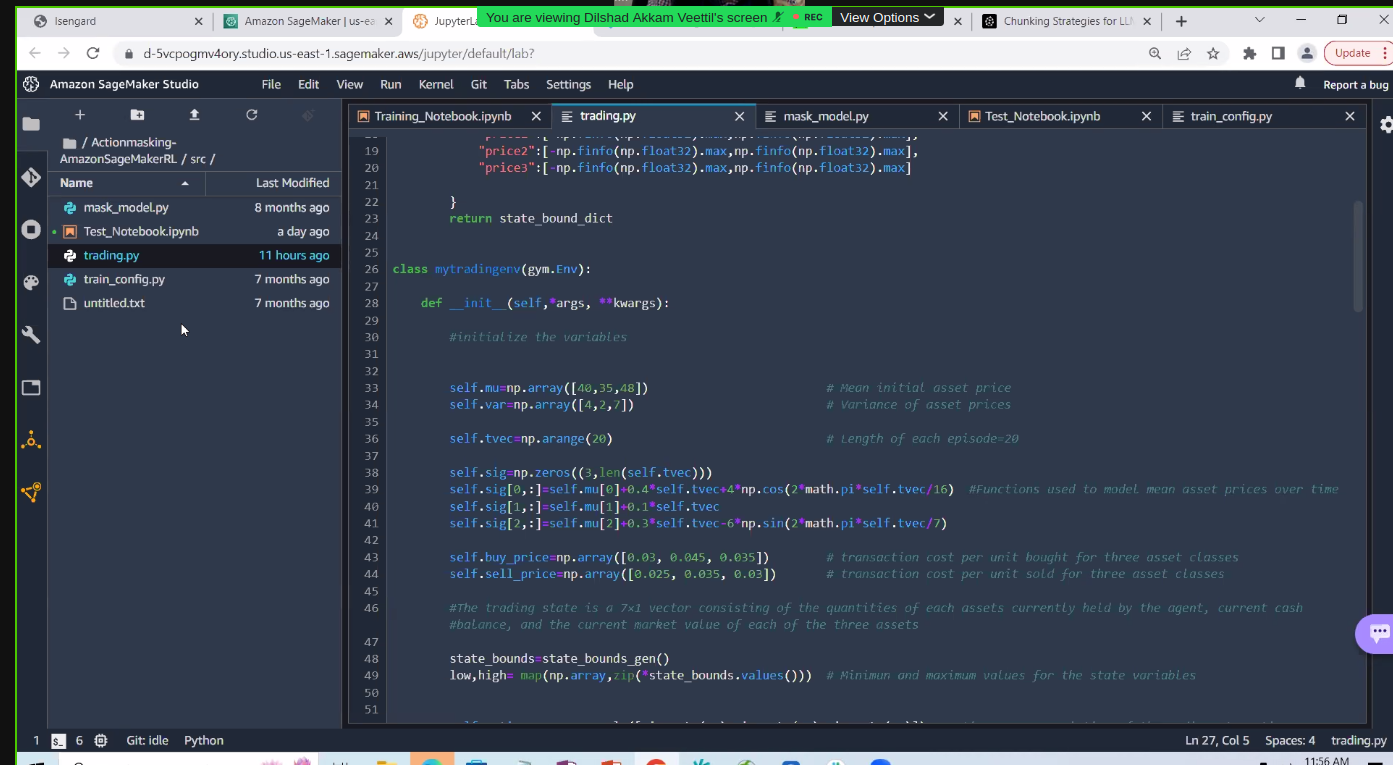 You are viewing Dilshad Akkam Veettil's screen
REC
View Options
Isengard
Amazon SageMaker | us-ea
JupyterLa
Chunking Strategies for LLM
d-5vcpogmv4ory.studio.us-east-1.sagemaker.aws/jupyter/default/lab?
Update
Amazon SageMaker Studio
File Edit View Run Kernel Git Tabs Settings Help
Report a bug
/ Actionmasking-
AmazonSageMakerRL / src /
Name Last Modified
mask_model.py 8 months ago
Test_Notebook.ipynb a day ago
trading.py 11 hours ago
train_config.py 7 months ago
untitled.txt 7 months ago
Training_Notebook.ipynb
trading.py
mask_model.py
Test_Notebook.ipynb
train_config.py
19 "price2":[-np.finfo(np.float32).max,np.finfo(np.float32).max],
20 "price3":[-np.finfo(np.float32).max,np.finfo(np.float32).max]
21
22 }
23 return state_bound_dict
24
25
26 class mytradingenv(gym.Env):
27
28 def __init__(self,*args, **kwargs):
29
30 #initialize the variables
31
32
33 self.mu=np.array([40,35,48]) # Mean initial asset price
34 self.var=np.array([4,2,7]) # Variance of asset prices
35
36 self.tvec=np.arange(20) # Length of each episode=20
37
38 self.sig=np.zeros((3,len(self.tvec)))
39 self.sig[0,:]=self.mu[0]+0.4*self.tvec+4*np.cos(2*math.pi*self.tvec/16) #Functions used to model mean asset prices over time
40 self.sig[1,:]=self.mu[1]+0.1*self.tvec
41 self.sig[2,:]=self.mu[2]+0.3*self.tvec-6*np.sin(2*math.pi*self.tvec/7)
42
43 self.buy_price=np.array([0.03, 0.045, 0.035]) # transaction cost per unit bought for three asset classes
44 self.sell_price=np.array([0.025, 0.035, 0.03]) # transaction cost per unit sold for three asset classes
45
46 #The trading state is a 7×1 vector consisting of the quantities of each assets currently held by the agent, current cash
#balance, and the current market value of each of the three assets
47
48 state_bounds=state_bounds_gen()
49 low,high= map(np.array,zip(*state_bounds.values())) # Minimun and maximum values for the state variables
50
51
1 6 Git: idle Python
Ln 27, Col 5 Spaces: 4 trading.py
11:56 AM